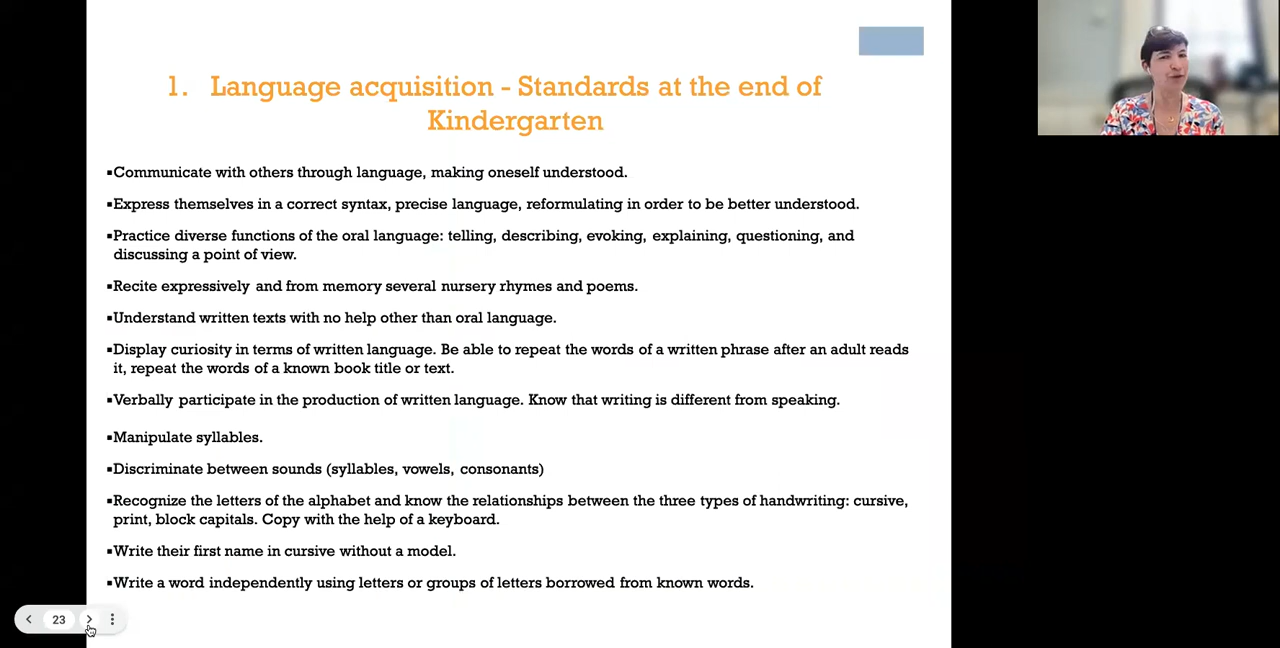 1. Language acquisition - Standards at the end of
Kindergarten
▪Communicate with others through language, making oneself understood.
▪Express themselves in a correct syntax, precise language, reformulating in order to be better understood.
▪Practice diverse functions of the oral language: telling, describing, evoking, explaining, questioning, and
discussing a point of view.
▪Recite expressively and from memory several nursery rhymes and poems.
▪Understand written texts with no help other than oral language.
▪Display curiosity in terms of written language. Be able to repeat the words of a written phrase after an adult reads
it, repeat the words of a known book title or text.
▪Verbally participate in the production of written language. Know that writing is different from speaking.
▪Manipulate syllables.
▪Discriminate between sounds (syllables, vowels, consonants)
▪Recognize the letters of the alphabet and know the relationships between the three types of handwriting: cursive,
print, block capitals. Copy with the help of a keyboard.
▪Write their first name in cursive without a model.
▪Write a word independently using letters or groups of letters borrowed from known words.
23